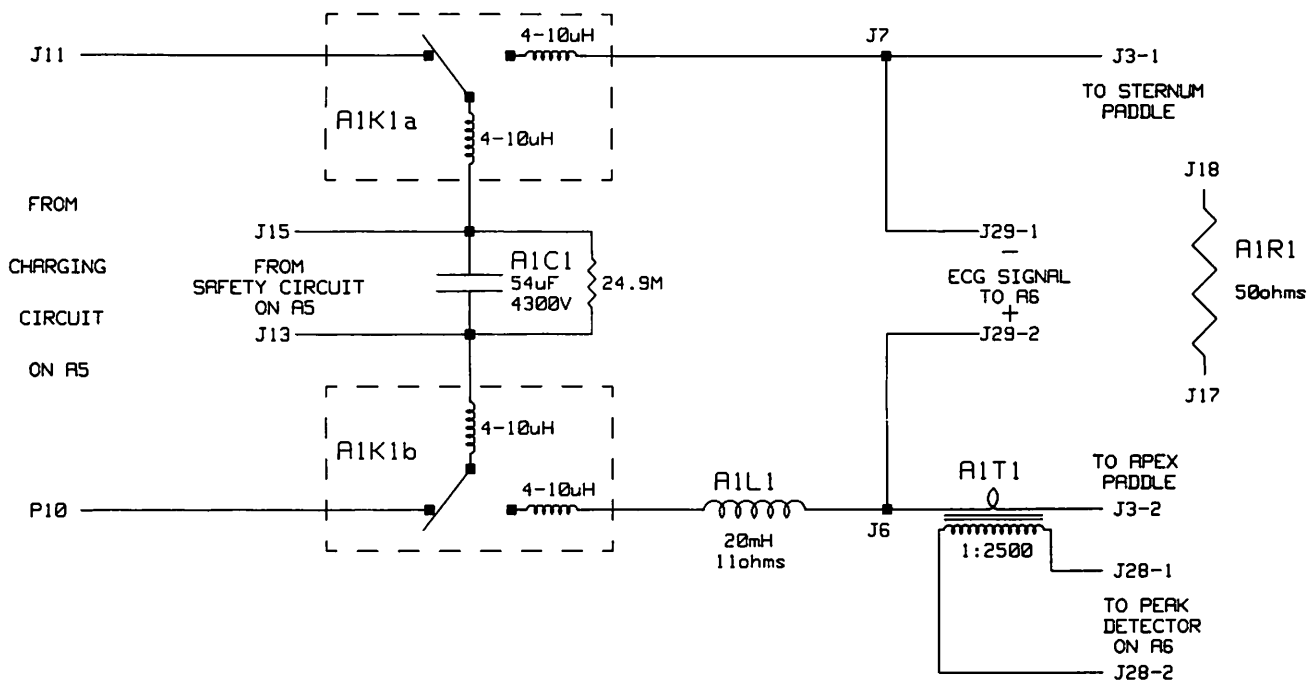 4-10uH
J7
J11
J3-1
TO STERNUM
PADDLE
A1K1a
4-10uH
J18
FROM
J15
J29-1
CHARGING
FROM
SAFETY CIRCUIT
ON A5
A1C1
54uF
4300V
24.9M
-
ECG SIGNAL
TO A6
+
A1R1
50ohms
CIRCUIT
J13
J29-2
ON A5
J17
A1K1b
4-10uH
4-10uH
A1L1
A1T1
TO APEX
PADDLE
P10
J3-2
20mH
11ohms
J6
1:2500
J28-1
TO PEAK
DETECTOR
ON A6
J28-2